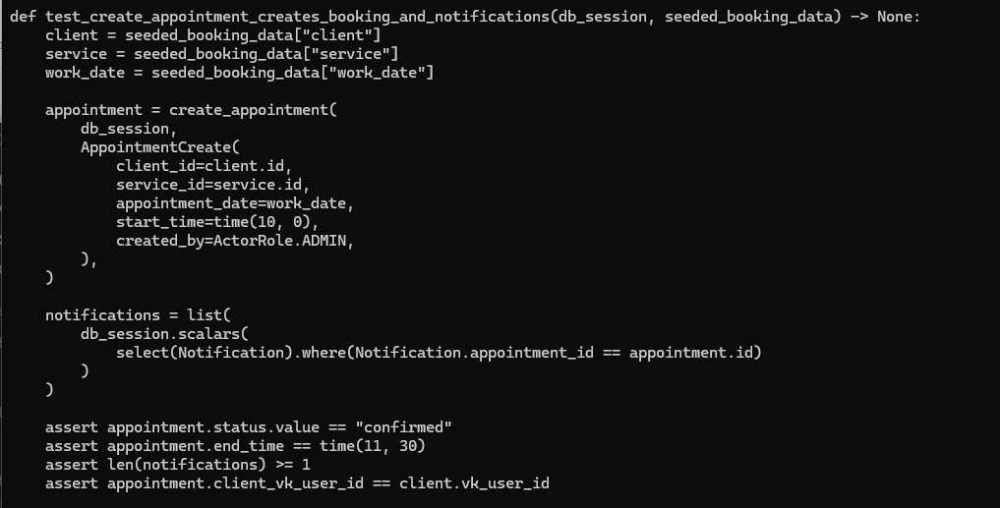 def test_create_appointment_creates_booking_and_notifications(db_session, seeded_booking_data) -> None:
    client = seeded_booking_data["client"]
    service = seeded_booking_data["service"]
    work_date = seeded_booking_data["work_date"]

    appointment = create_appointment(
        db_session,
        AppointmentCreate(
            client_id=client.id,
            service_id=service.id,
            appointment_date=work_date,
            start_time=time(10, 0),
            created_by=ActorRole.ADMIN,
        ),
    )

    notifications = list(
        db_session.scalars(
            select(Notification).where(Notification.appointment_id == appointment.id)
        )
    )

    assert appointment.status.value == "confirmed"
    assert appointment.end_time == time(11, 30)
    assert len(notifications) >= 1
    assert appointment.client_vk_user_id == client.vk_user_id